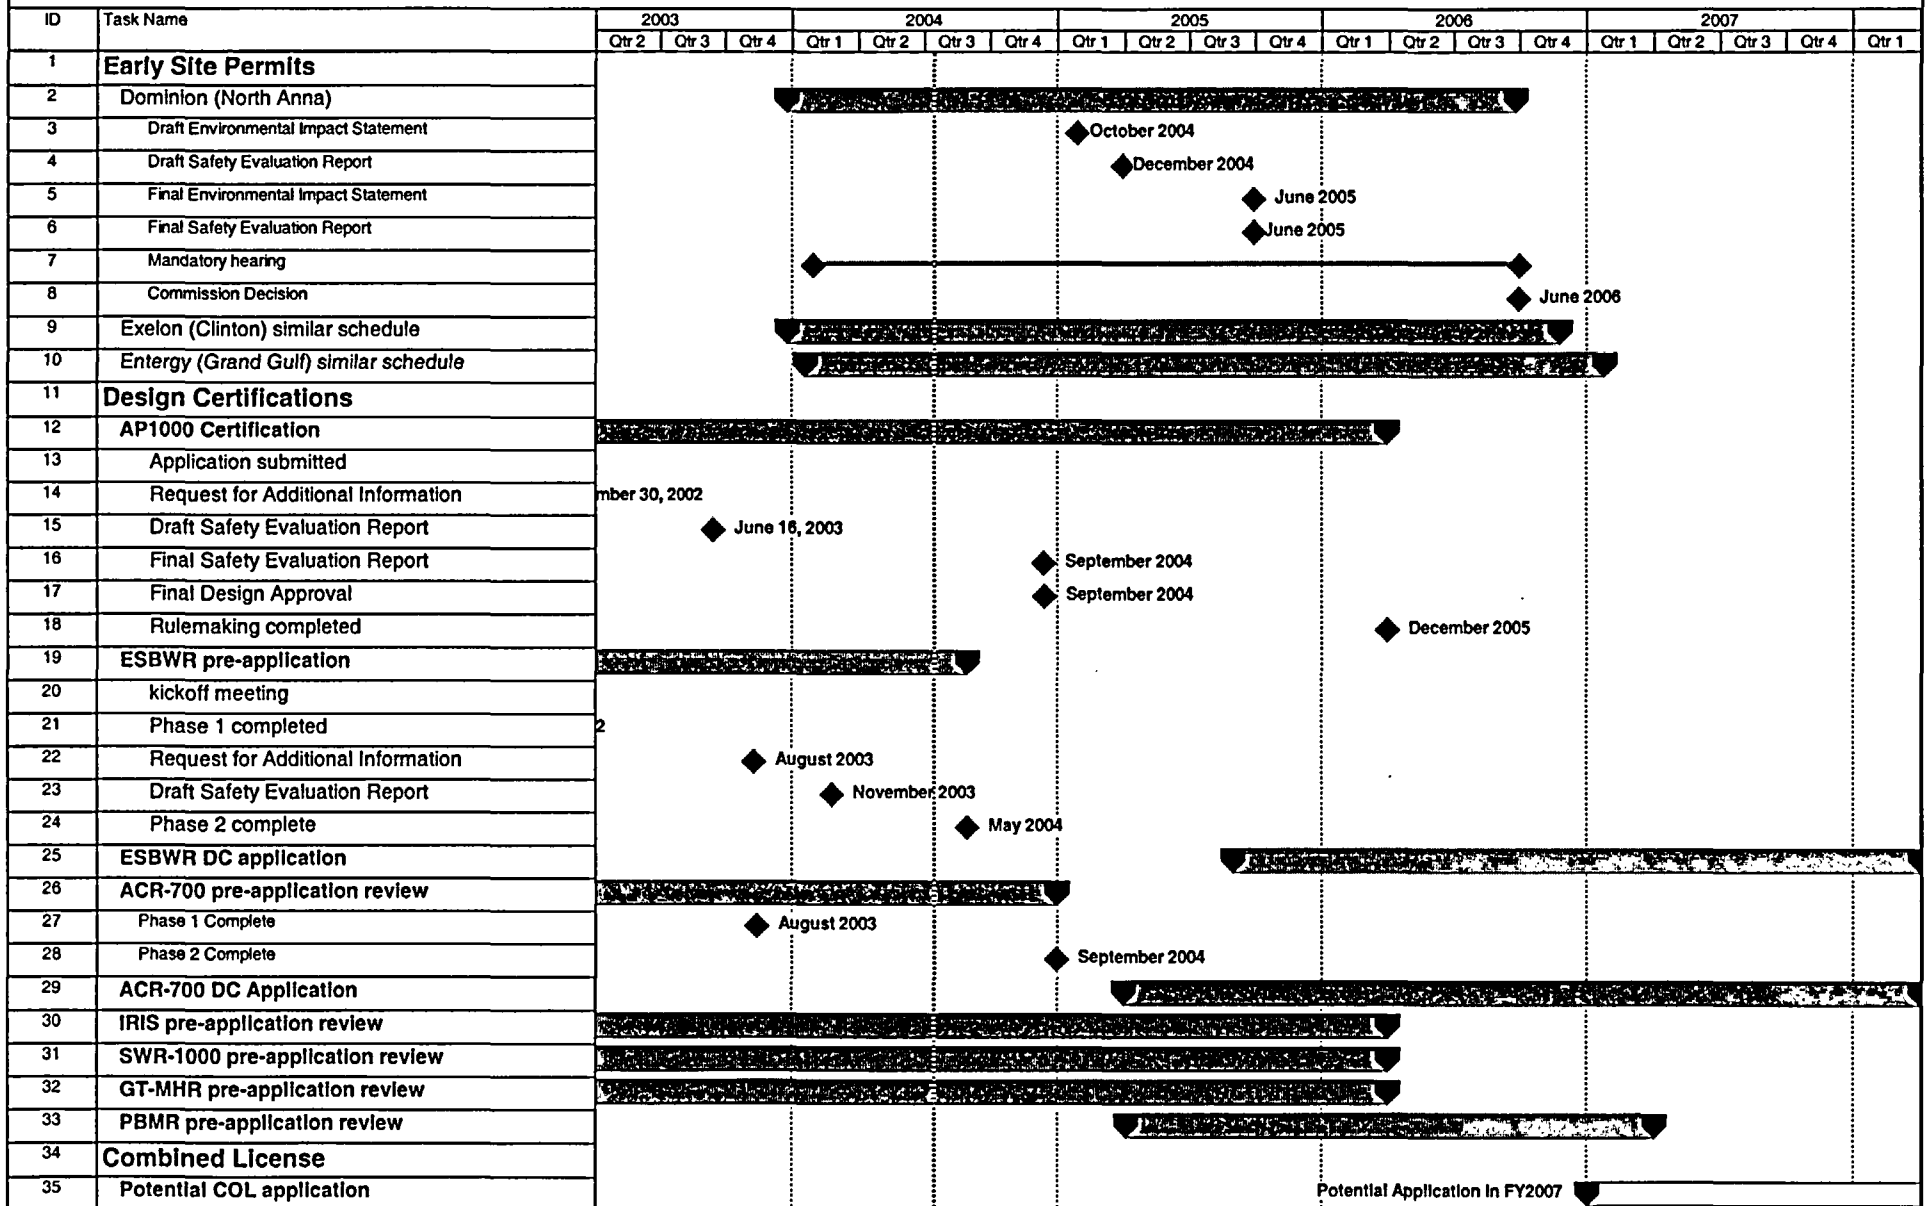 ID Task Name 2003 2004 2005 2006 2007
Qtr 2 Qtr 3 Qtr 4 Qtr 1 Qtr 2 Qtr 3 Qtr 4 Qtr 1 Qtr 2 Qtr 3 Qtr 4 Qtr 1 Qtr 2 Qtr 3 Qtr 4 Qtr 1 Qtr 2 Qtr 3 Qtr 4 Qtr 1
1 Early Site Permits
2 Dominion (North Anna)
3 Draft Environmental Impact Statement October 2004
4 Draft Safety Evaluation Report December 2004
5 Final Environmental Impact Statement June 2005
6 Final Safety Evaluation Report June 2005
7 Mandatory hearing
8 Commission Decision June 2006
9 Exelon (Clinton) similar schedule
10 Entergy (Grand Gulf) similar schedule
11 Design Certifications
12 AP1000 Certification
13 Application submitted
14 Request for Additional Information mber 30, 2002
15 Draft Safety Evaluation Report June 16, 2003
16 Final Safety Evaluation Report September 2004
17 Final Design Approval September 2004
18 Rulemaking completed December 2005
19 ESBWR pre-application
20 kickoff meeting
21 Phase 1 completed 2
22 Request for Additional Information August 2003
23 Draft Safety Evaluation Report November 2003
24 Phase 2 complete May 2004
25 ESBWR DC application
26 ACR-700 pre-application review
27 Phase 1 Complete August 2003
28 Phase 2 Complete September 2004
29 ACR-700 DC Application
30 IRIS pre-application review
31 SWR-1000 pre-application review
32 GT-MHR pre-application review
33 PBMR pre-application review
34 Combined License
35 Potential COL application Potential Application in FY2007